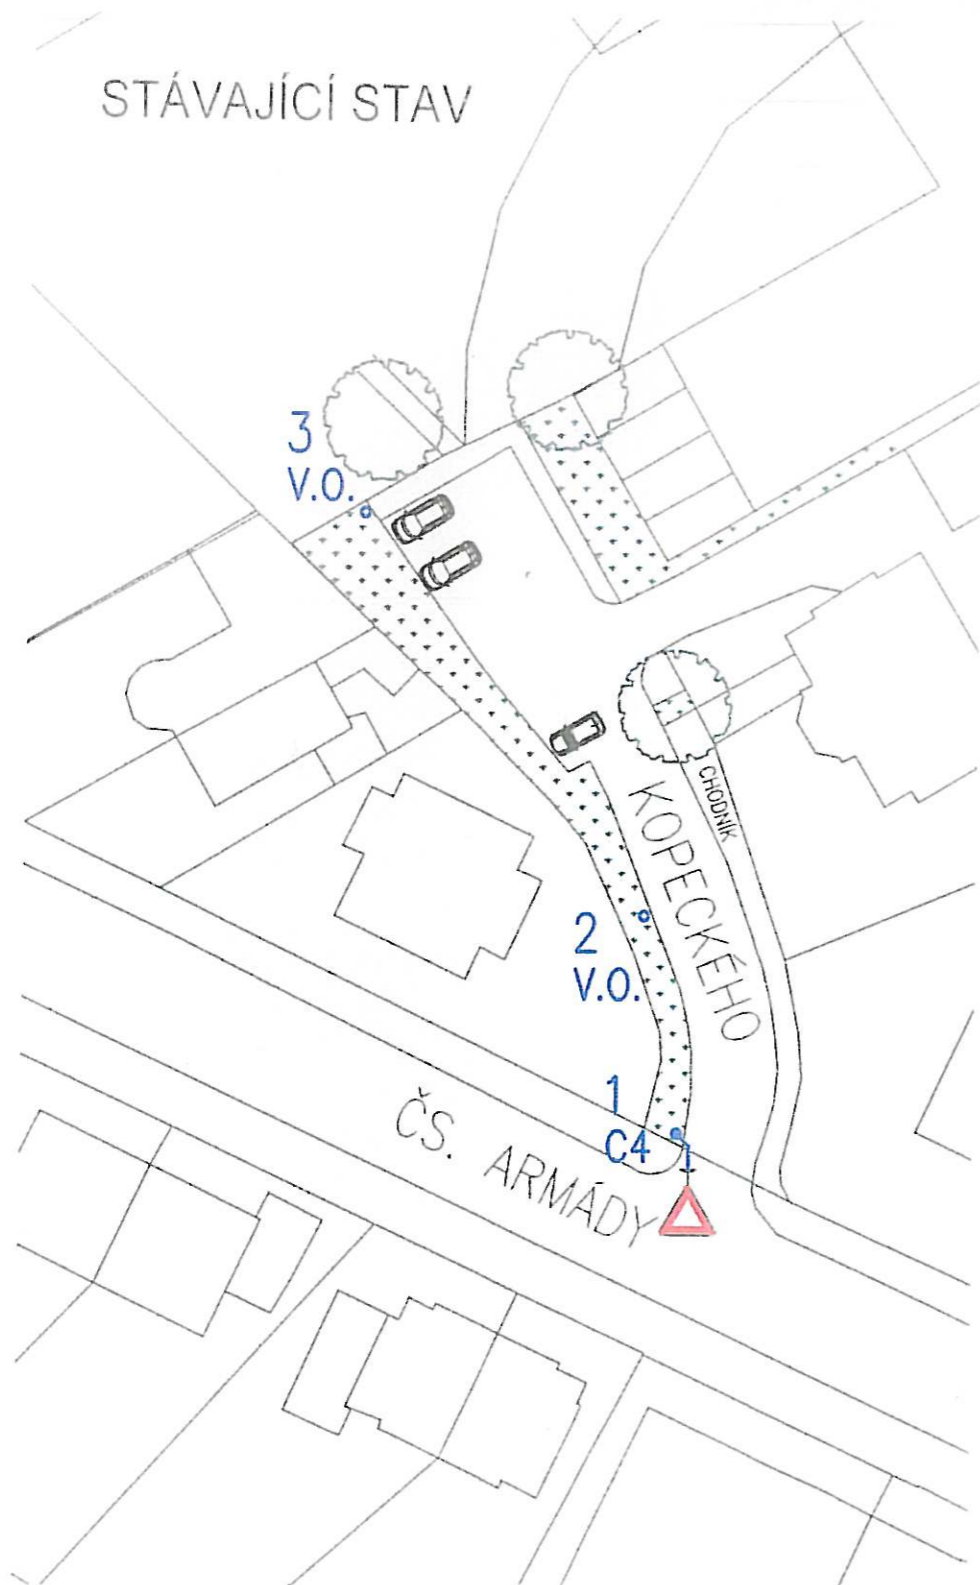 STÁVAJÍCÍ STAV
3
V.O.
CHODNÍK
KOPECKÉHO
2
V.O.
1
C4
ČS. ARMÁDY